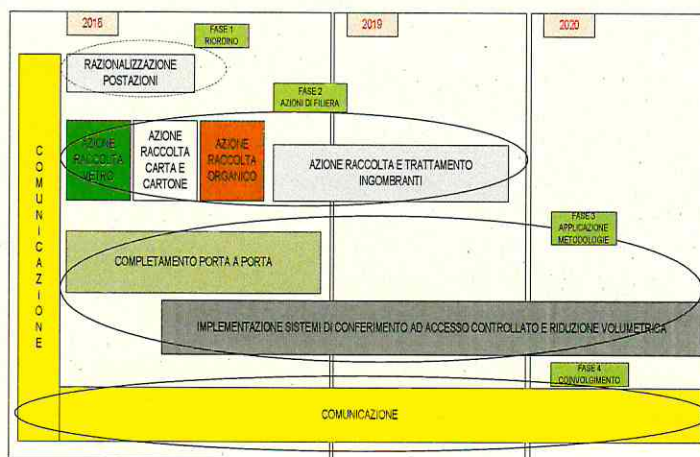 2018
FASE 1
RIORDINO
2019
2020
RAZIONALIZZAZIONE
POSTAZIONI
FASE 2
AZIONI DI FILIERA
AZIONE
RACCOLTA
VETRO
AZIONE
RACCOLTA
CARTA E
CARTONE
AZIONE
RACCOLTA
ORGANICO
AZIONE RACCOLTA E TRATTAMENTO
INGOMBRANTI
FASE 3
APPLICAZIONE
METODOLOGIE
COMPLETAMENTO PORTA A PORTA
IMPLEMENTAZIONE SISTEMI DI CONFERIMENTO AD ACCESSO CONTROLLATO E RIDUZIONE VOLUMETRICA
FASE 4
COINVOLGIMENTO
COMUNICAZIONE
COMUNICAZIONE